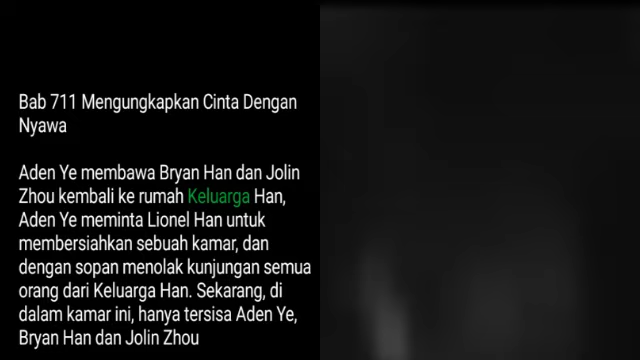 Bab 711 Mengungkapkan Cinta Dengan
Nyawa
Aden Ye membawa Bryan Han dan Jolin
Zhou kembali ke rumah Keluarga Han,
Aden Ye meminta Lionel Han untuk
membersiahkan sebuah kamar, dan
dengan sopan menolak kunjungan semua
orang dari Keluarga Han. Sekarang, di
dalam kamar ini, hanya tersisa Aden Ye,
Bryan Han dan Jolin Zhou